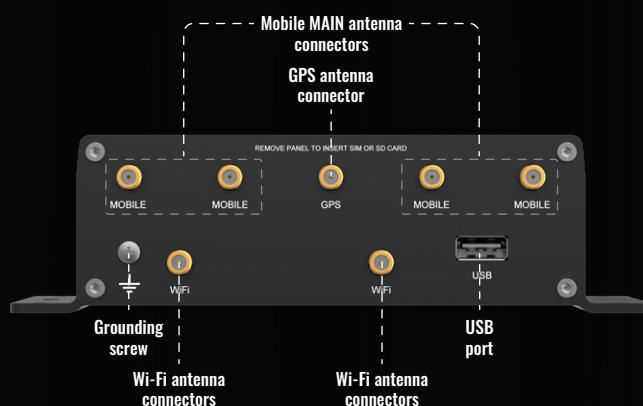 Mobile MAIN antenna
connectors
GPS antenna
connector
REMOVE PANEL TO INSERT SIM OR SD CARD
MOBILE
MOBILE
GPS
MOBILE
MOBILE
WiFi
WiFi
USB
Grounding
screw
USB
port
Wi-Fi antenna
connectors
Wi-Fi antenna
connectors